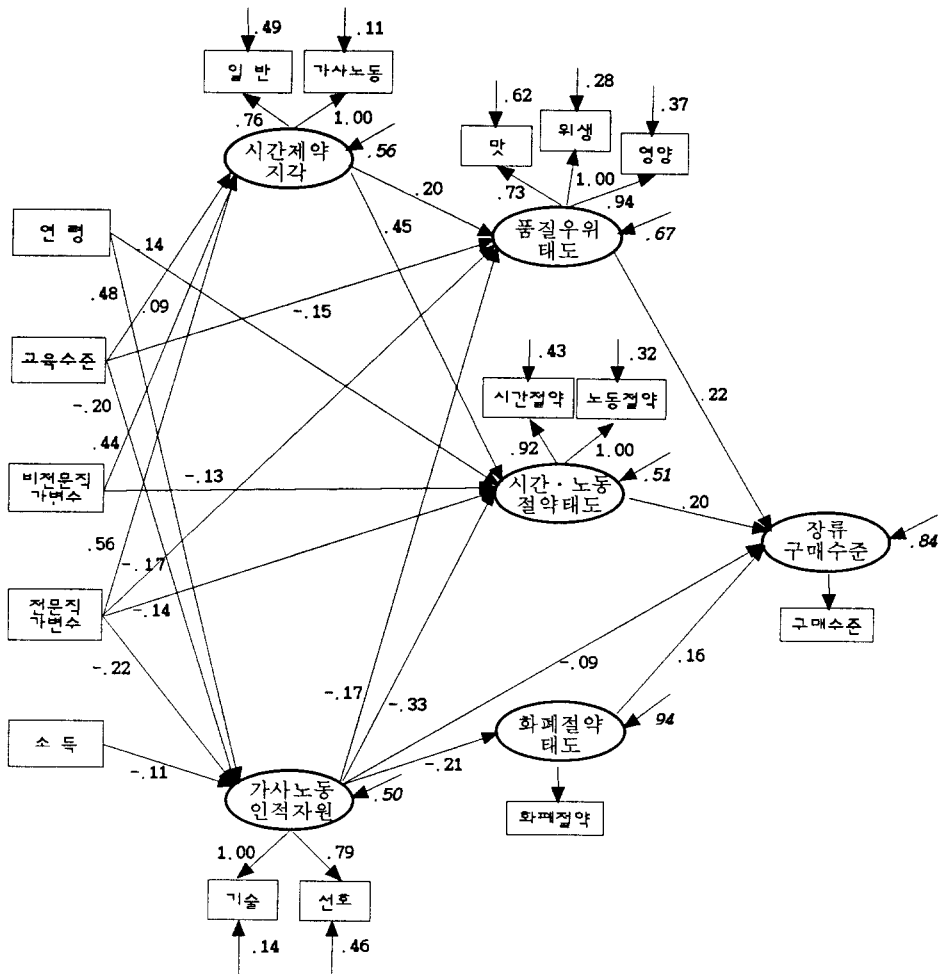 .49
.11
일 반
가사노동
.76
1.00
시간제약
지각
.56
.62
.28
.37
맛
위생
영양
.73
1.00
.94
품질우위
태도
.67
.20
.45
연 령
.14
.48
.09
-.15
교육수준
-.20
.44
.43
.32
시간절약
노동절약
.92
1.00
.22
비전문직
가변수
-.13
시간·노동
절약태도
.51
.20
장류
구매수준
.84
구매수준
.56
-.17
전문직
가변수
-.14
-.22
-.17
-.33
-.09
.16
소 득
-.11
화폐절약
태도
.94
-.21
화폐절약
가사노동
인적자원
.50
1.00
.79
기술
선호
.14
.46